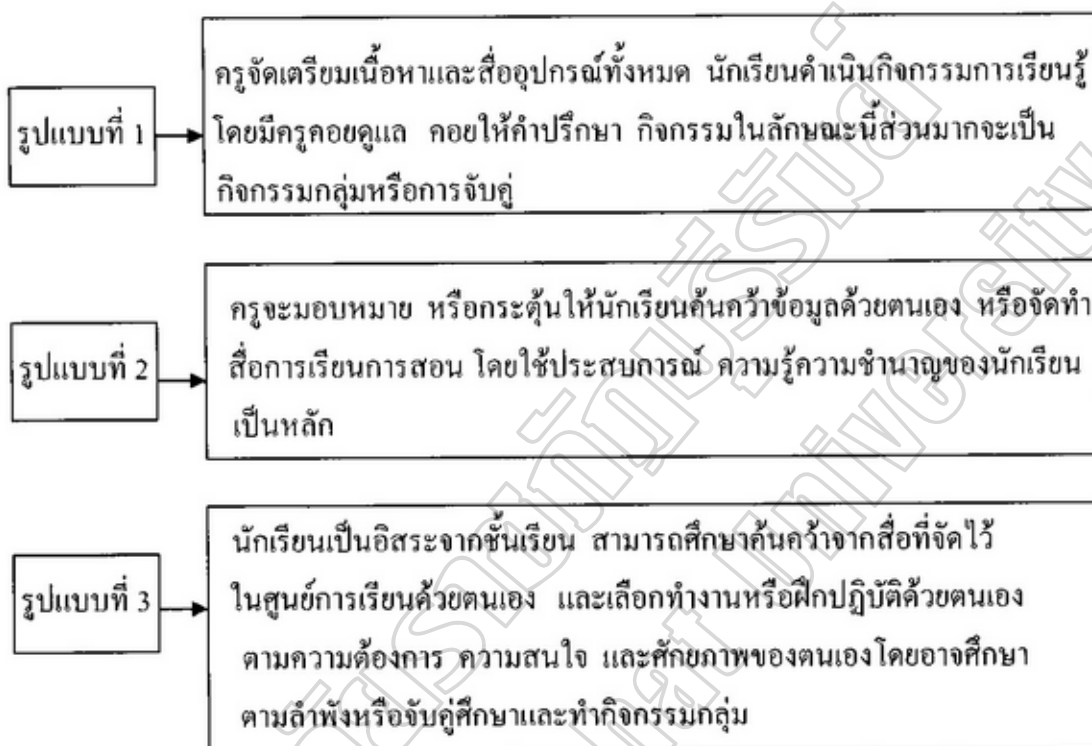 รูปแบบที่ 1
ครูจัดเตรียมเนื้อหาและสื่ออุปกรณ์ทั้งหมด นักเรียนดำเนินกิจกรรมการเรียนรู้
โดยมีครูคอยดูแล คอยให้คำปรึกษา กิจกรรมในลักษณะนี้ส่วนมากจะเป็น
กิจกรรมกลุ่มหรือการจับคู่
รูปแบบที่ 2
ครูจะมอบหมาย หรือกระตุ้นให้นักเรียนค้นคว้าข้อมูลด้วยตนเอง หรือจัดทำ
สื่อการเรียนการสอน โดยใช้ประสบการณ์ ความรู้ความชำนาญของนักเรียน
เป็นหลัก
รูปแบบที่ 3
นักเรียนเป็นอิสระจากชั้นเรียน สามารถศึกษาค้นคว้าจากสื่อที่จัดไว้
ในศูนย์การเรียนด้วยตนเอง และเลือกทำงานหรือฝึกปฏิบัติด้วยตนเอง
ตามความต้องการ ความสนใจ และศักยภาพของตนเองโดยอาจศึกษา
ตามลำพังหรือจับคู่ศึกษาและทำกิจกรรมกลุ่ม
University